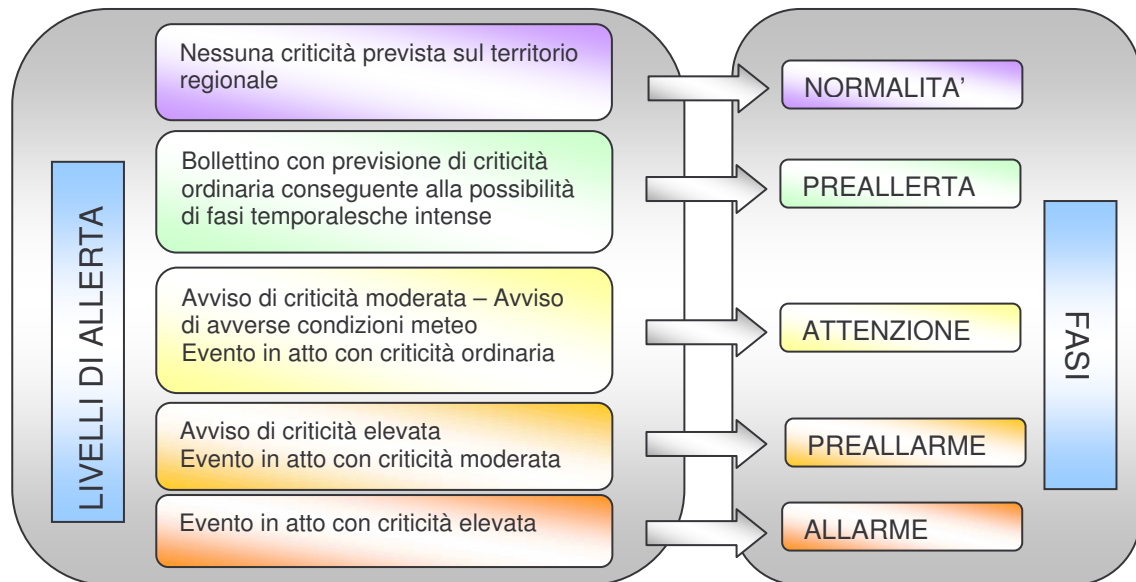 LIVELLI DI ALLERTA
Nessuna criticità prevista sul territorio
regionale
NORMALITA'
Bollettino con previsione di criticità
ordinaria conseguente alla possibilità
di fasi temporalesche intense
PREALLERTA
Avviso di criticità moderata – Avviso
di avverse condizioni meteo
Evento in atto con criticità ordinaria
ATTENZIONE
Avviso di criticità elevata
Evento in atto con criticità moderata
PREALLARME
Evento in atto con criticità elevata
ALLARME
FASI